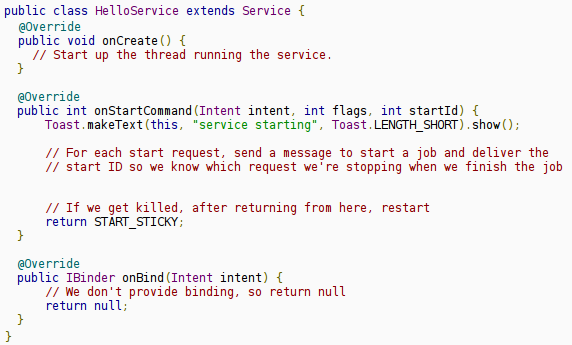 public class HelloService extends Service {
  @Override
  public void onCreate() {
    // Start up the thread running the service.
  }

  @Override
  public int onStartCommand(Intent intent, int flags, int startId) {
      Toast.makeText(this, "service starting", Toast.LENGTH_SHORT).show();

      // For each start request, send a message to start a job and deliver the
      // start ID so we know which request we're stopping when we finish the job

      // If we get killed, after returning from here, restart
      return START_STICKY;
  }

  @Override
  public IBinder onBind(Intent intent) {
      // We don't provide binding, so return null
      return null;
  }
}